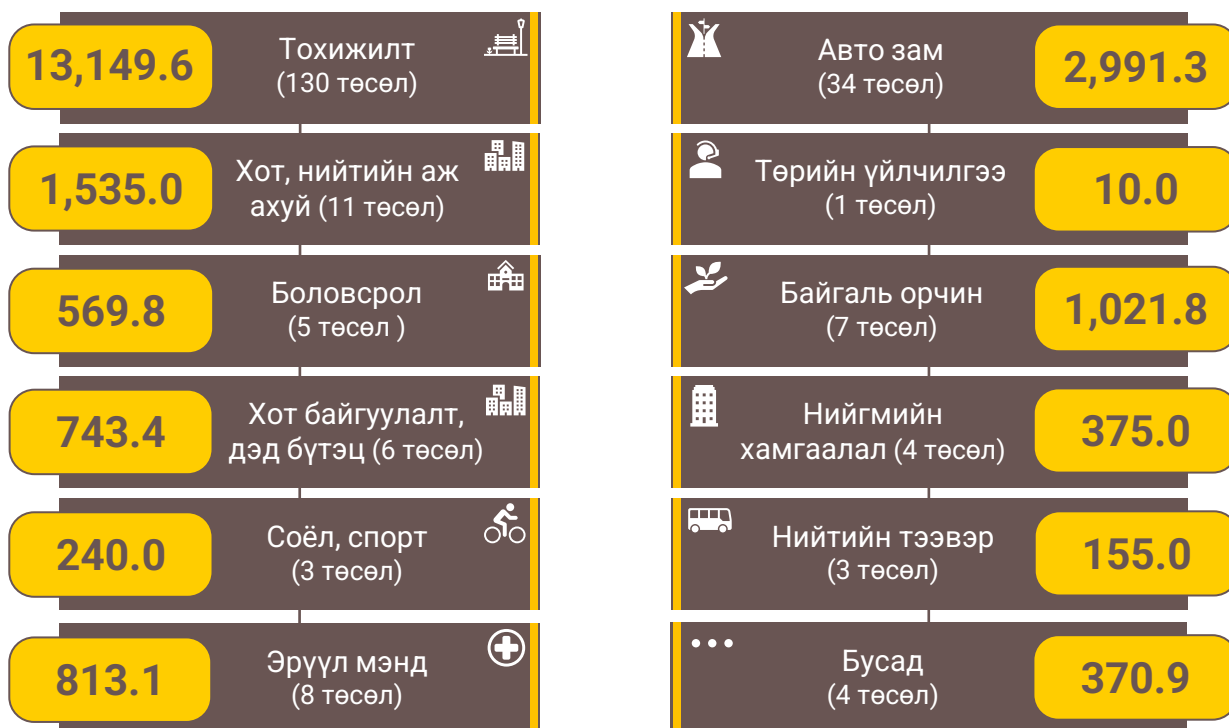 13,149.6
Тохижилт
(130 төсөл)
1,535.0
Хот, нийтийн аж
ахуй (11 төсөл)
569.8
Боловсрол
(5 төсөл )
743.4
Хот байгуулалт,
дэд бүтэц (6 төсөл)
240.0
Соёл, спорт
(3 төсөл)
813.1
Эрүүл мэнд
(8 төсөл)
Авто зам
(34 төсөл)
2,991.3
Төрийн үйлчилгээ
(1 төсөл)
10.0
Байгаль орчин
(7 төсөл)
1,021.8
Нийгмийн
хамгаалал (4 төсөл)
375.0
Нийтийн тээвэр
(3 төсөл)
155.0
Бусад
(4 төсөл)
370.9